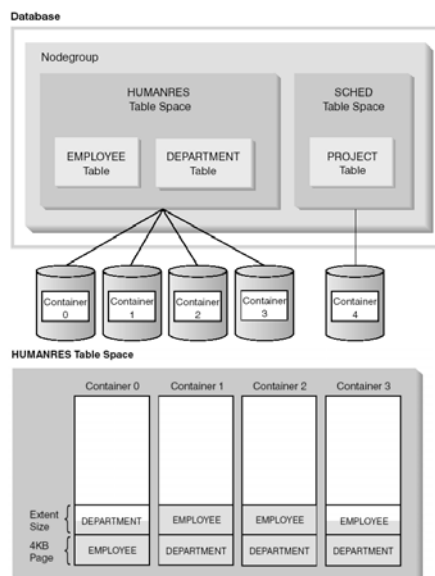 Database
Nodegroup
HUMANRES
Table Space
SCHED
Table Space
EMPLOYEE
Table
DEPARTMENT
Table
PROJECT
Table
Container
0
Container
1
Container
2
Container
3
Container
4
HUMANRES Table Space
Container 0
Container 1
Container 2
Container 3
Extent
Size
DEPARTMENT
EMPLOYEE
EMPLOYEE
EMPLOYEE
4KB
Page
EMPLOYEE
DEPARTMENT
DEPARTMENT
DEPARTMENT